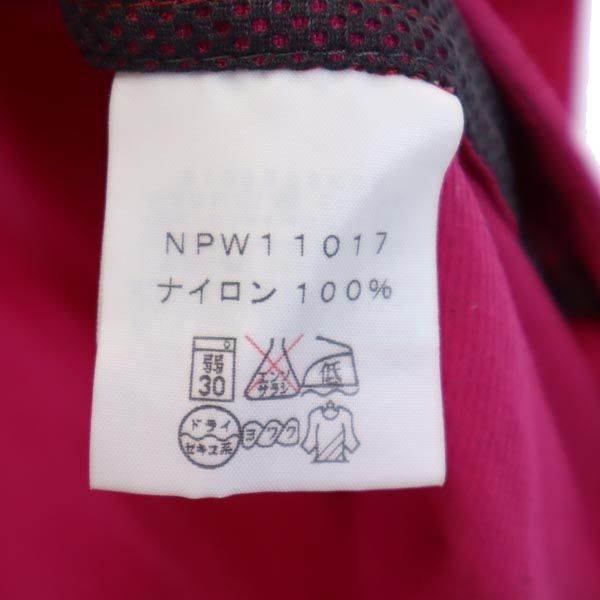 NPW11017
ナイロン 100%
弱 30 エンソ サラシ 低
ドライ セキユ系 ヨワク